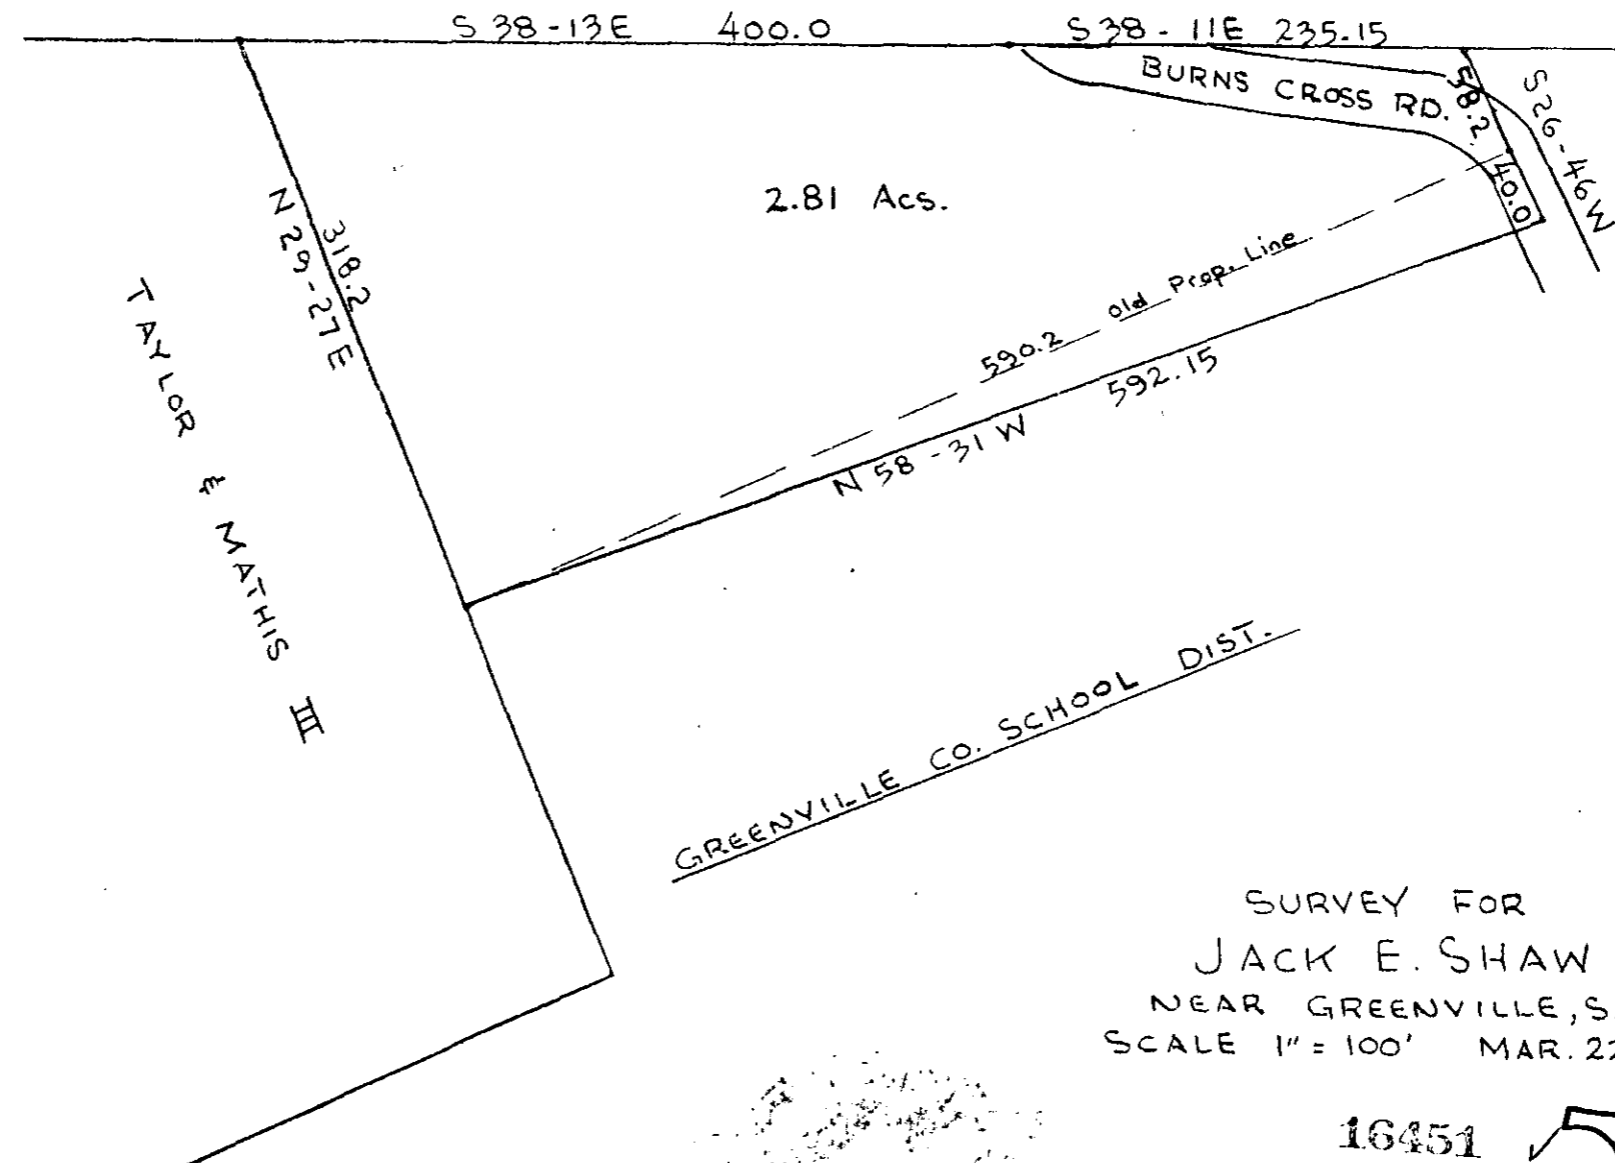 S 38-13E 400.0 S 38-11E 235.15
BURNS CROSS RD.
58.2
S26-46W
40.0
2.81 Acs.
318.2
N 29-27E
590.2 Old Prop. Line
592.15
N 58-31 W
TAYLOR & MATHIS III
GREENVILLE CO. SCHOOL DIST.
SURVEY FOR
JACK E. SHAW
NEAR GREENVILLE, S
SCALE 1" = 100' MAR. 22
16451